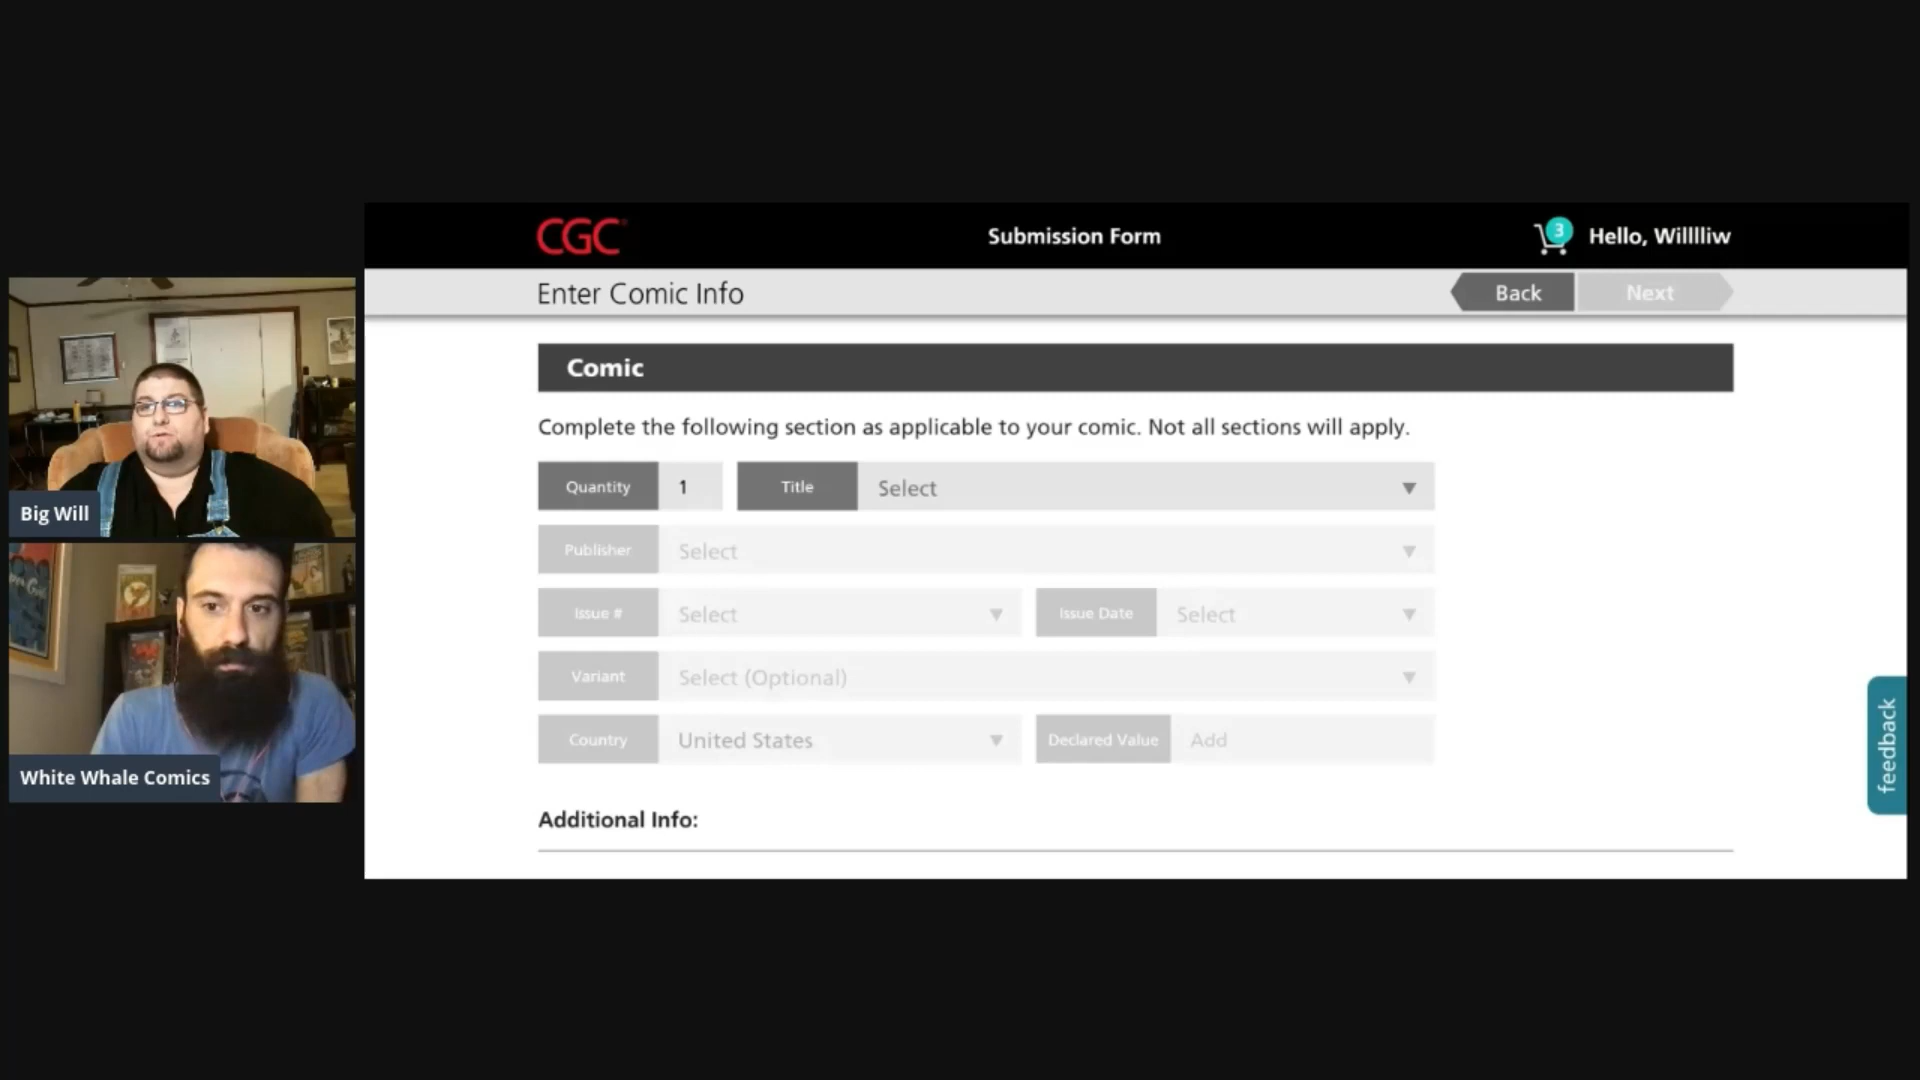 CGC
Submission Form
3
Hello, Willlliw
Enter Comic Info
Back
Next
Comic
Complete the following section as applicable to your comic. Not all sections will apply.
Quantity
1
Title
Select
Publisher
Select
Issue #
Select
Issue Date
Select
Variant
Select (Optional)
Country
United States
Declared Value
Add
Additional Info:
feedback
Big Will
White Whale Comics